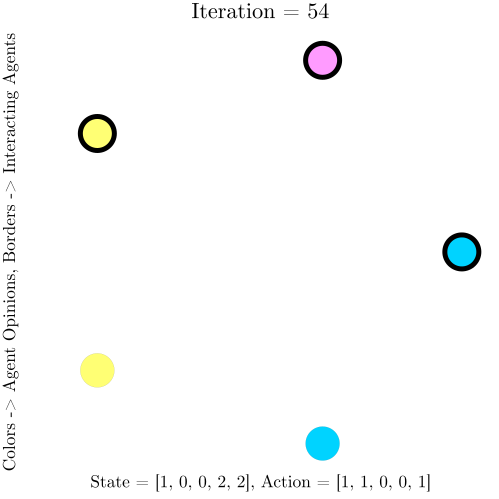 Iteration = 54
Colors -> Agent Opinions, Borders -> Interacting Agents
State = [1, 0, 0, 2, 2], Action = [1, 1, 0, 0, 1]